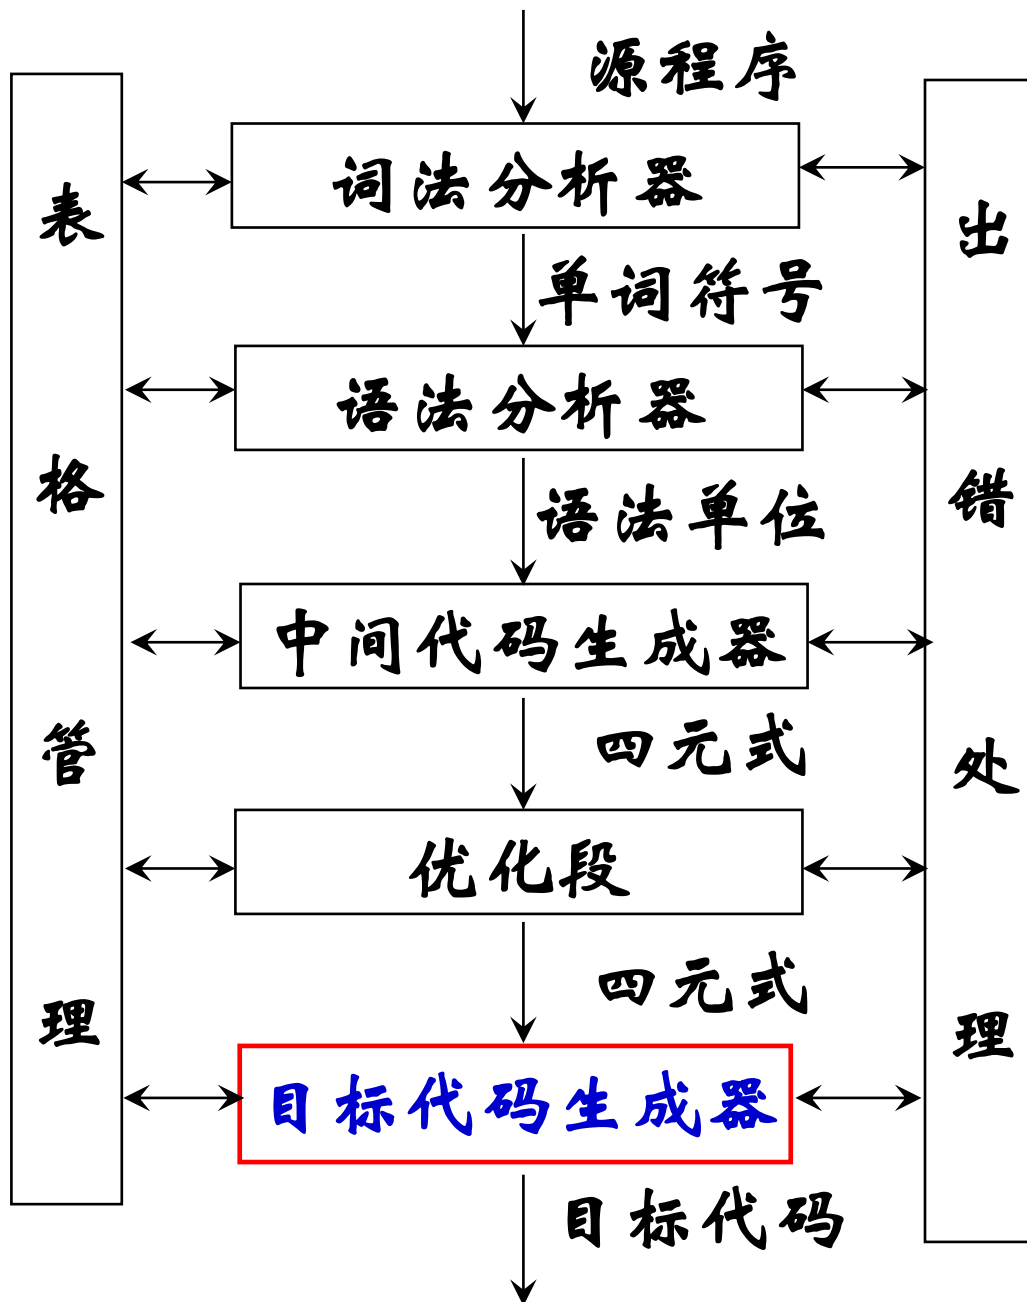 源程序
词法分析器
单词符号
语法分析器
语法单位
中间代码生成器
四元式
优化段
四元式
目标代码生成器
目标代码
表格管理
出错处理